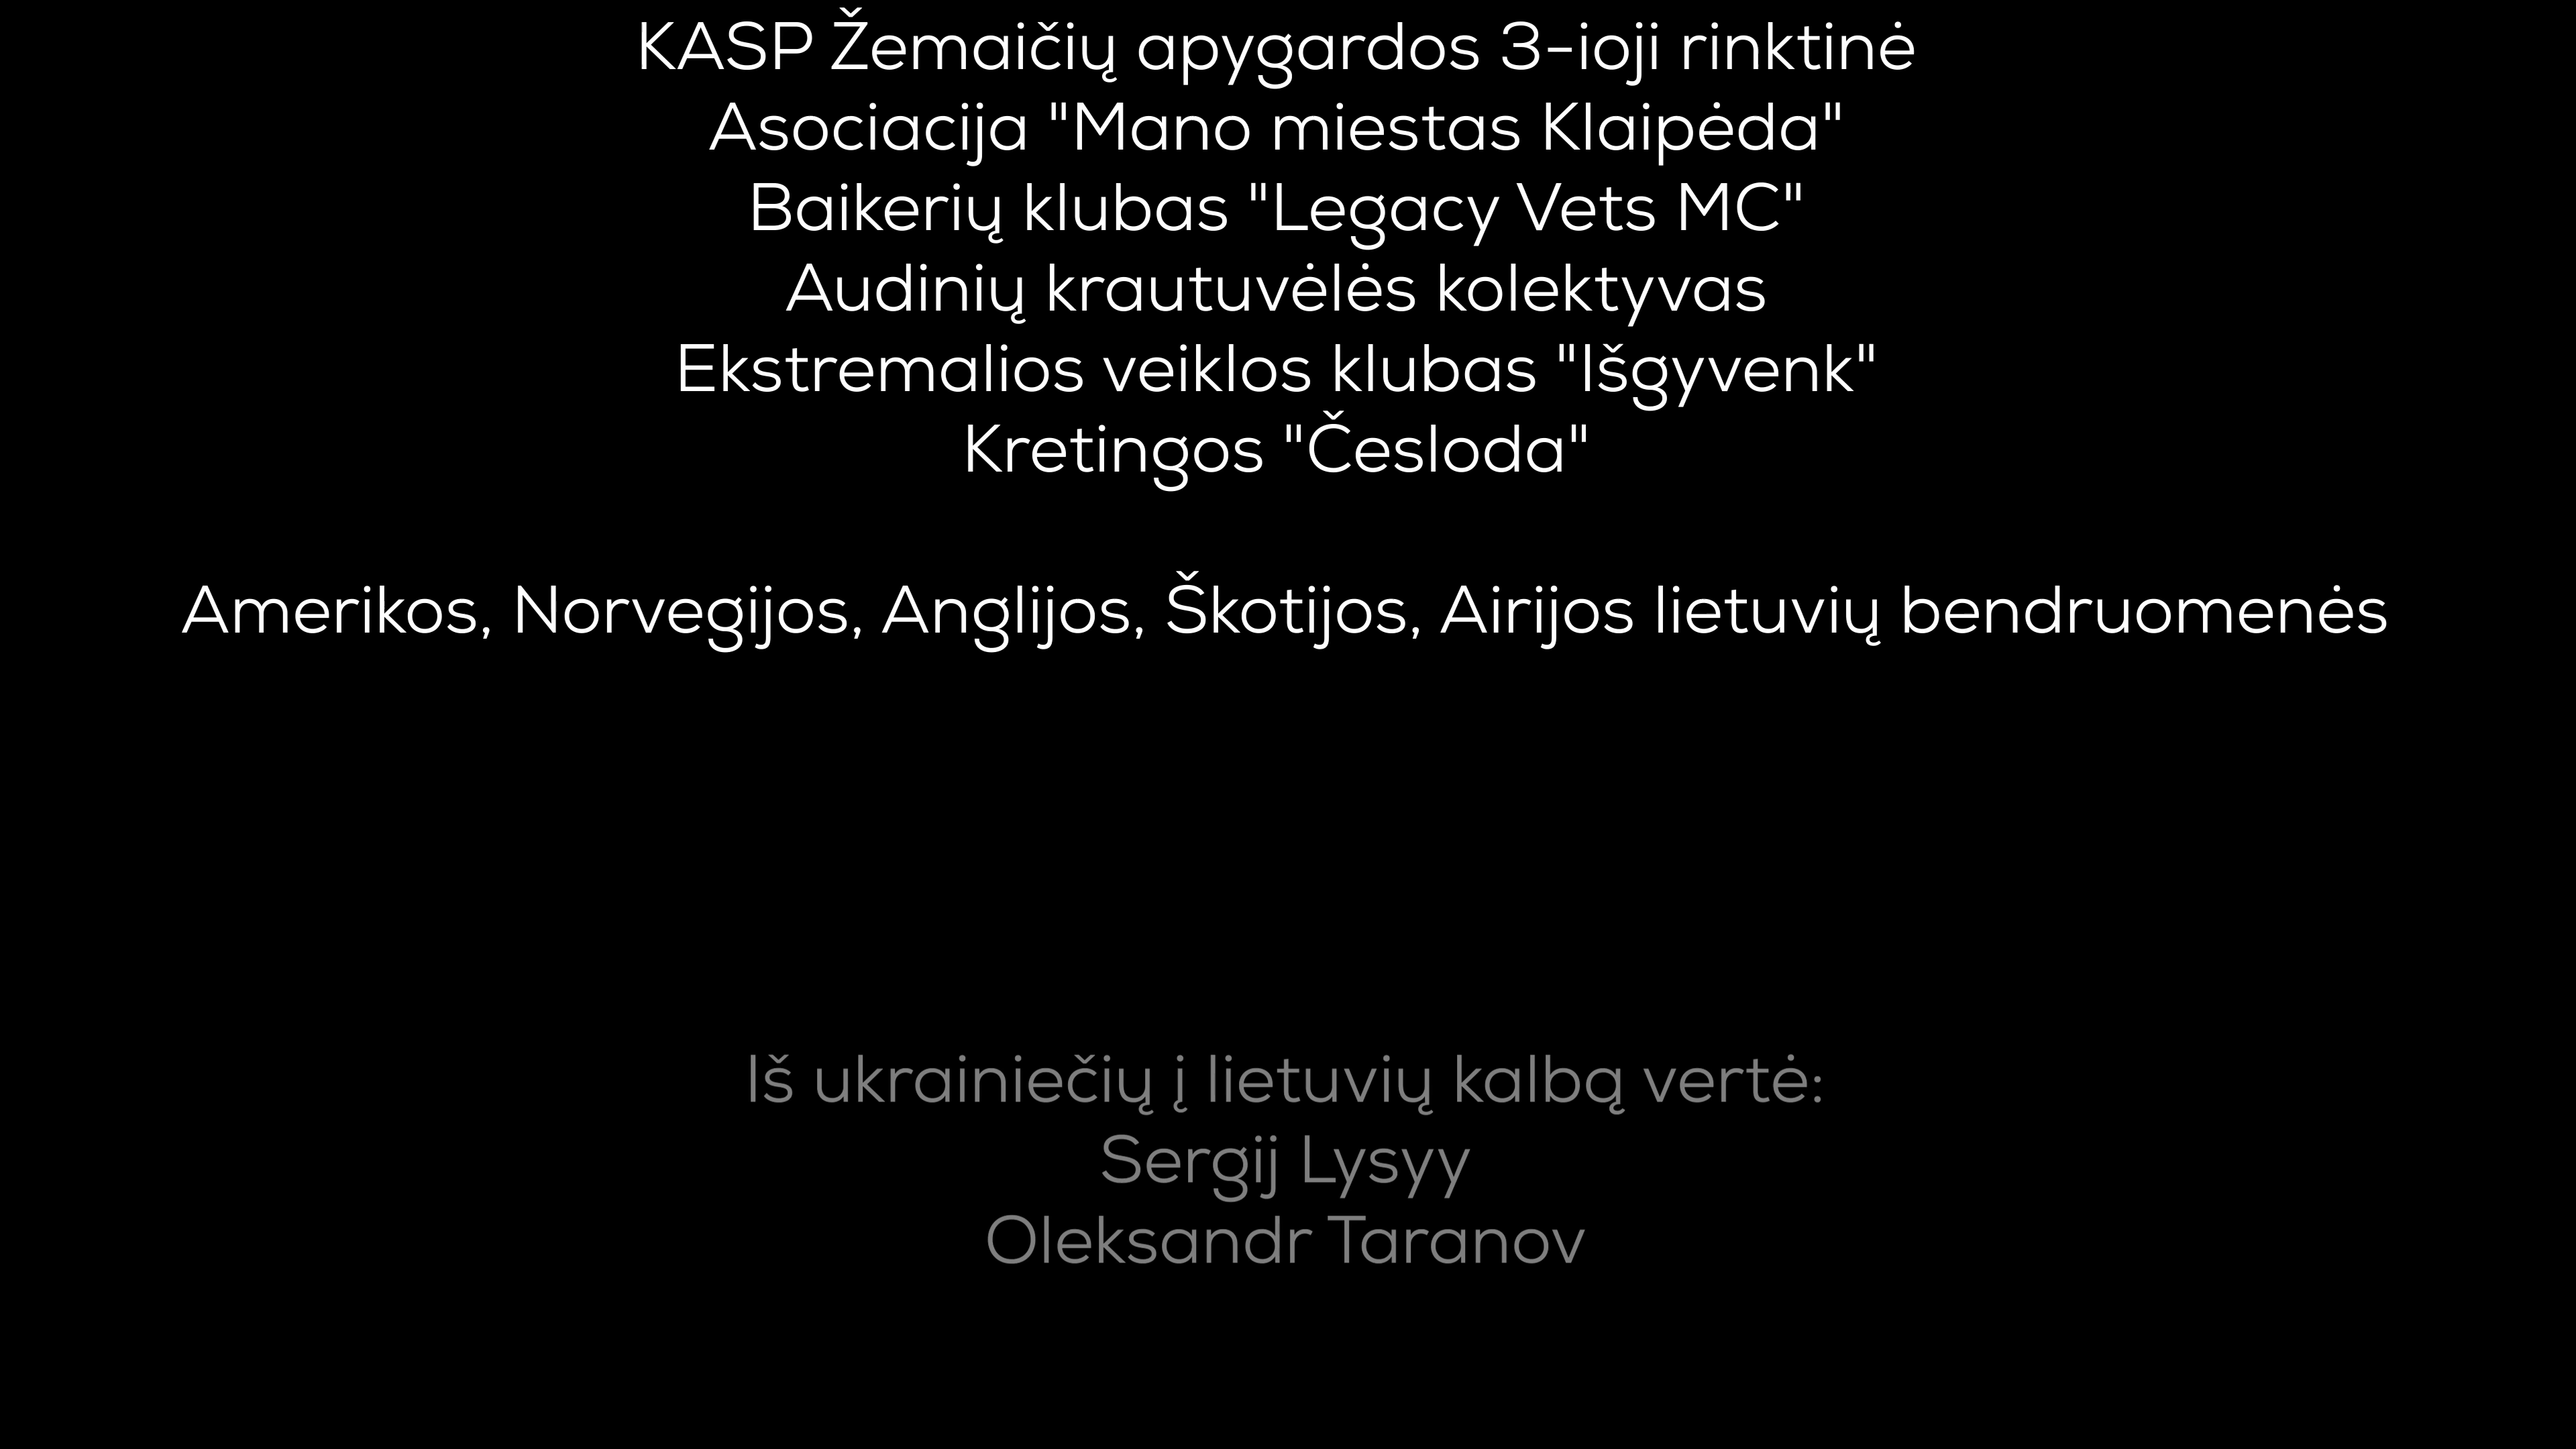 KASP Žemaičių apygardos 3-ioji rinktinė
Asociacija "Mano miestas Klaipėda"
Baikerių klubas "Legacy Vets MC"
Audinių krautuvėlės kolektyvas
Ekstremalios veiklos klubas "Išgyvenk"
Kretingos "Česloda"
Amerikos, Norvegijos, Anglijos, Škotijos, Airijos lietuvių bendruomenės
Iš ukrainiečių į lietuvių kalbą vertė:
Sergij Lysyy
Oleksandr Taranov